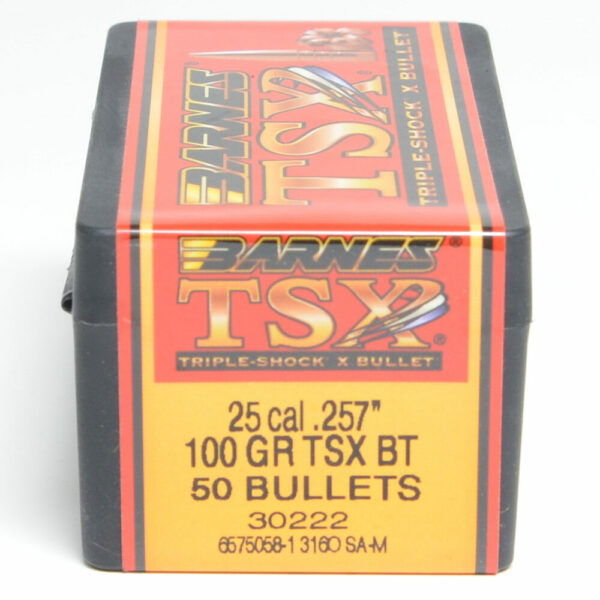 BARNES®
TSX®
TRIPLE-SHOCK X BULLET
BARNES®
TSX®
TRIPLE-SHOCK® X BULLET
25 cal .257"
100 GR TSX BT
50 BULLETS
30222
6575058-1 3160 SA-M